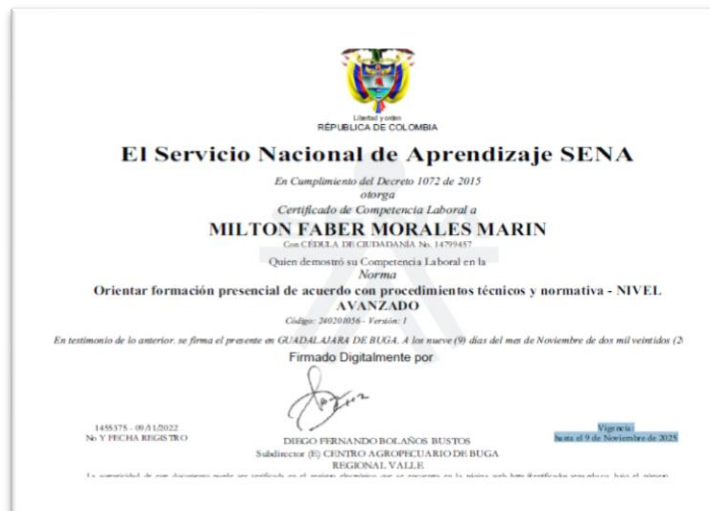 Libertad y orden
RÉPUBLICA DE COLOMBIA
El Servicio Nacional de Aprendizaje SENA
En Cumplimiento del Decreto 1072 de 2015
otorga
Certificado de Competencia Laboral a
MILTON FABER MORALES MARIN
Con CÉDULA DE CIUDADANÍA No. 14799457
Quien demostró su Competencia Laboral en la
Norma
Orientar formación presencial de acuerdo con procedimientos técnicos y normativa - NIVEL
AVANZADO
Código: 240201056 - Versión: 1
En testimonio de lo anterior, se firma el presente en GUADALAJARA DE BUGA. A los nueve (9) días del mes de Noviembre de dos mil veintidos (2
Firmado Digitalmente por
1455375 - 09/11/2022
No Y FECHA REGISTRO
DIEGO FERNANDO BOLAÑOS BUSTOS
Subdirector (E) CENTRO AGROPECUARIO DE BUGA
REGIONAL VALLE
Vigencia:
hasta el 9 de Noviembre de 2025